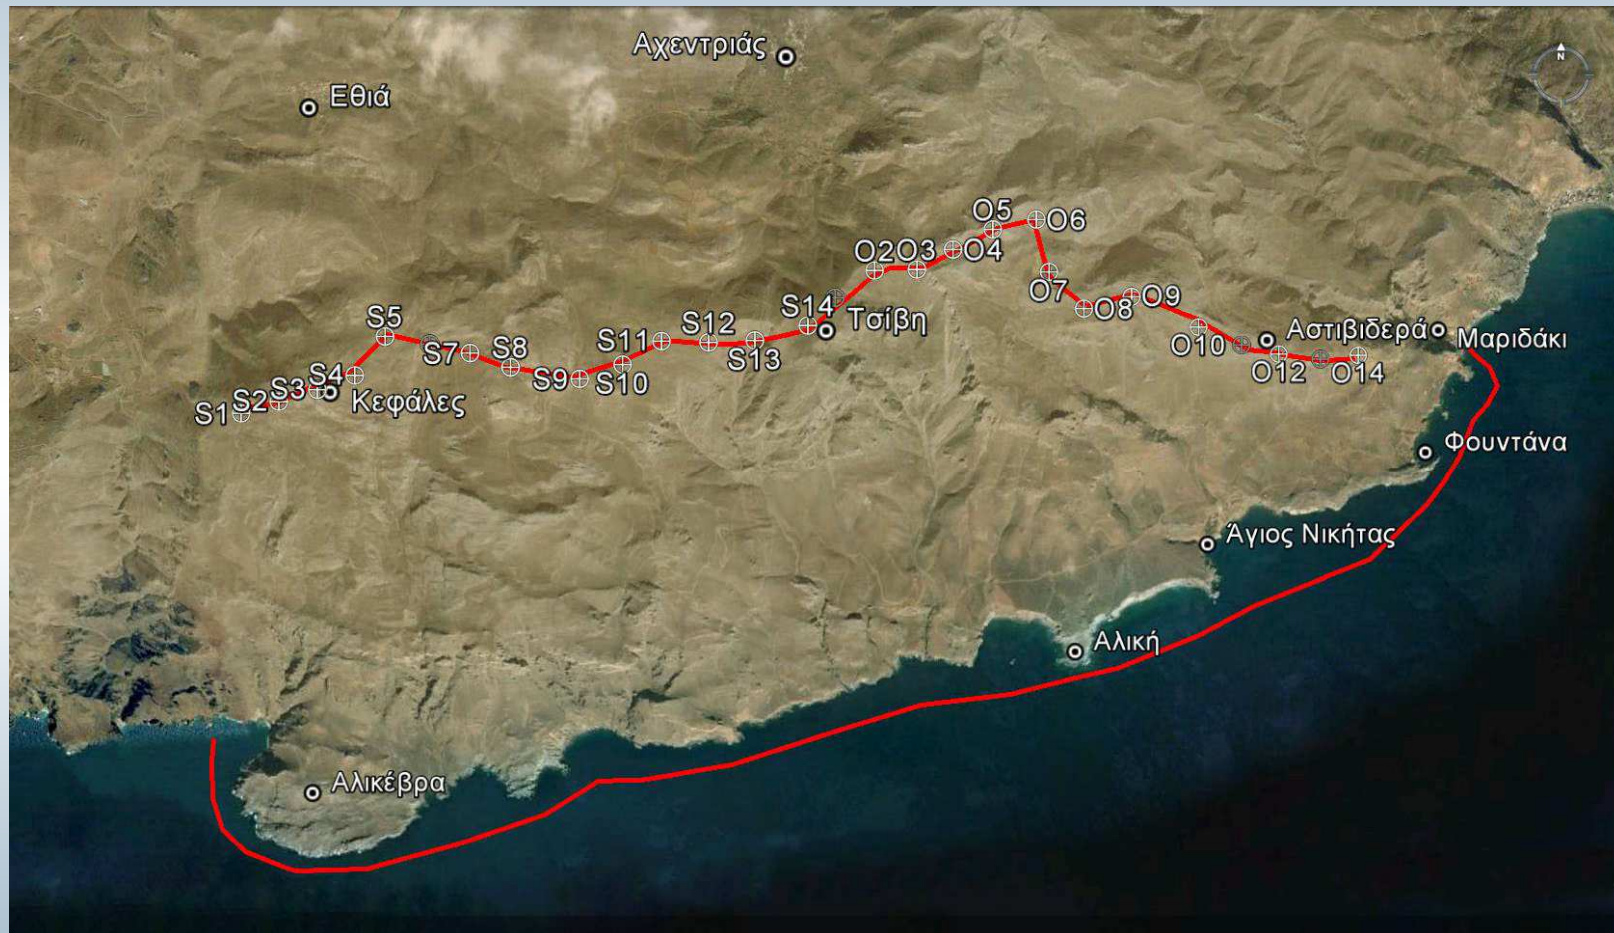 Αχεντριάς
N
Εθιά
O5
O6
O2
O3
O4
O7
O8
O9
S5
S14
Τσίβη
S11
S12
S13
S7
S8
S9
S10
O10
Αστιβιδερά
Μαριδάκι
O12
O14
S1
S2
S3
S4
Κεφάλες
Φουντάνα
Άγιος Νικήτας
Αλική
Αλικέβρα